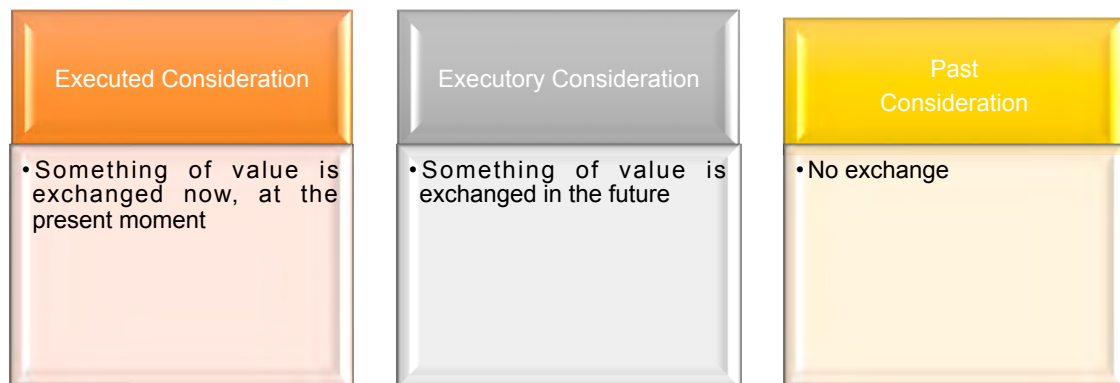 Executed Consideration
• Something of value is
exchanged now, at the
present moment
Executory Consideration
• Something of value is
exchanged in the future
Past
Consideration
• No exchange